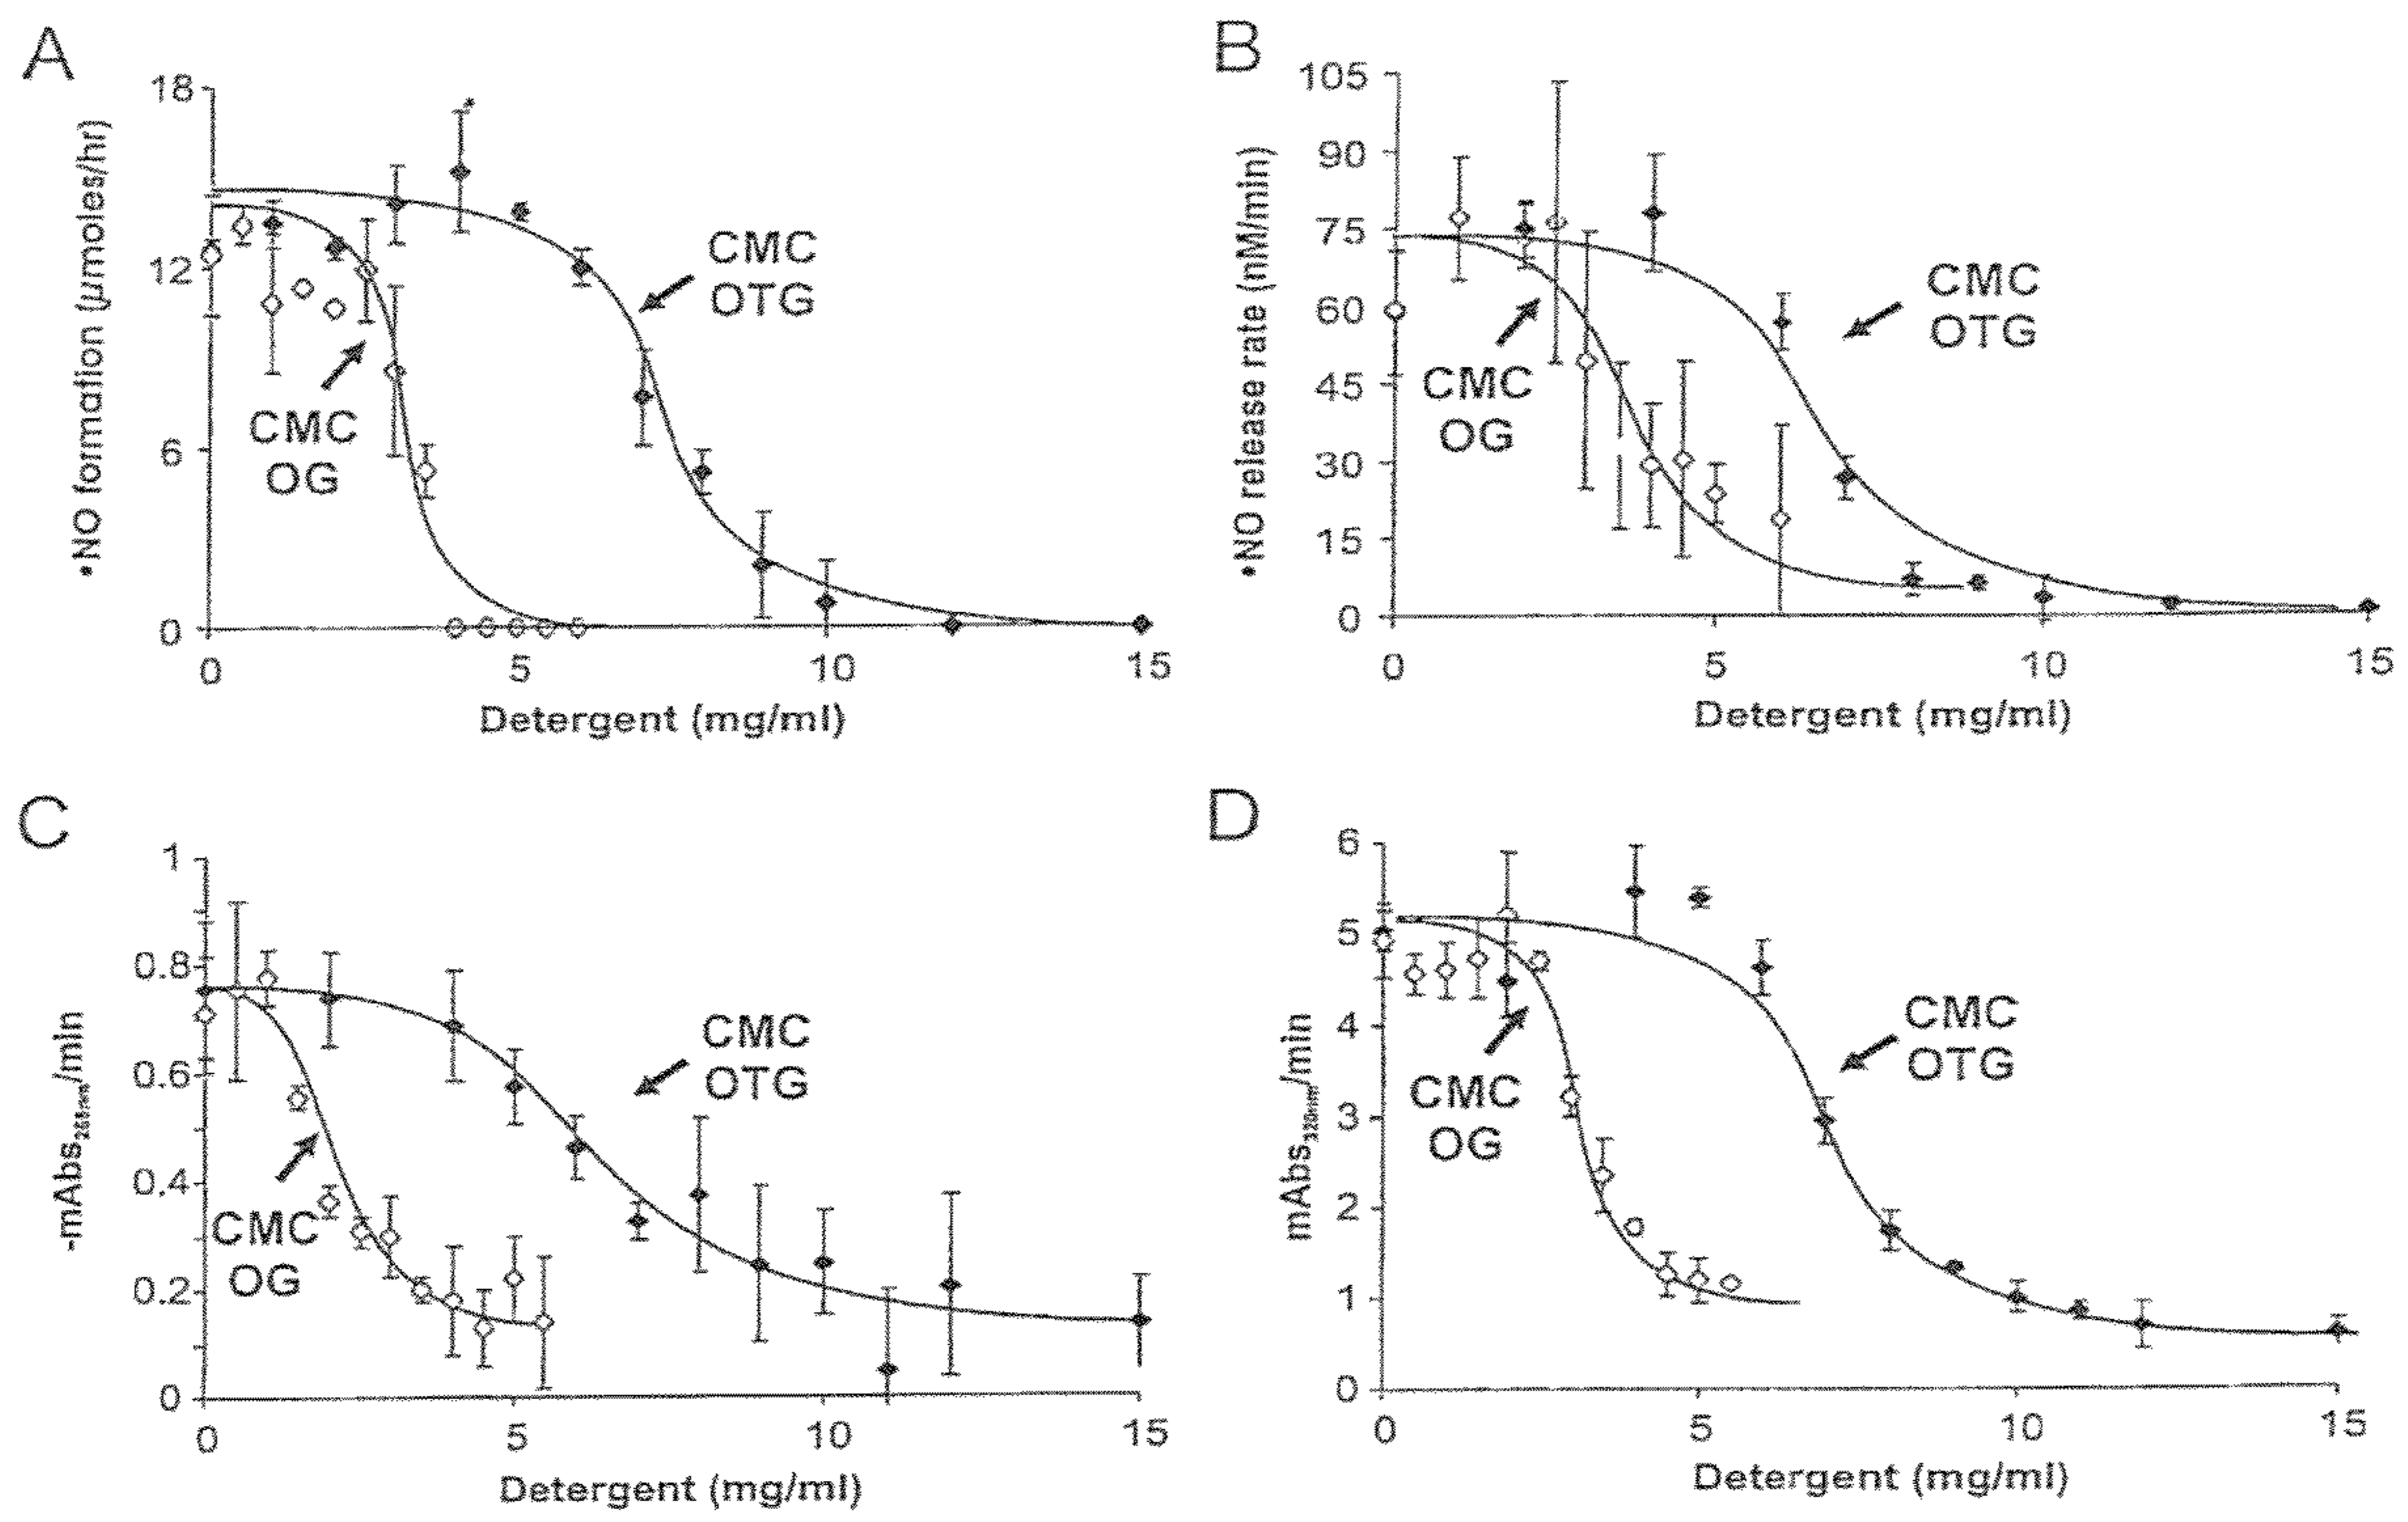 A
18
12
6
0
•NO formation (µmoles/hr)
*
CMC
OTG
CMC
OG
0
5
10
15
Detergent (mg/ml)
B
105
90
75
60
45
30
15
0
•NO release rate (nM/min)
CMC
OTG
CMC
OG
0
5
10
15
Detergent (mg/ml)
C
1
0.8
0.6
0.4
0.2
0
-mAbs /min
CMC
OTG
CMC
OG
0
5
10
15
Detergent (mg/ml)
D
6
5
4
3
2
1
0
mAbs320nm/min
CMC
OTG
CMC
OG
0
5
10
15
Detergent (mg/ml)